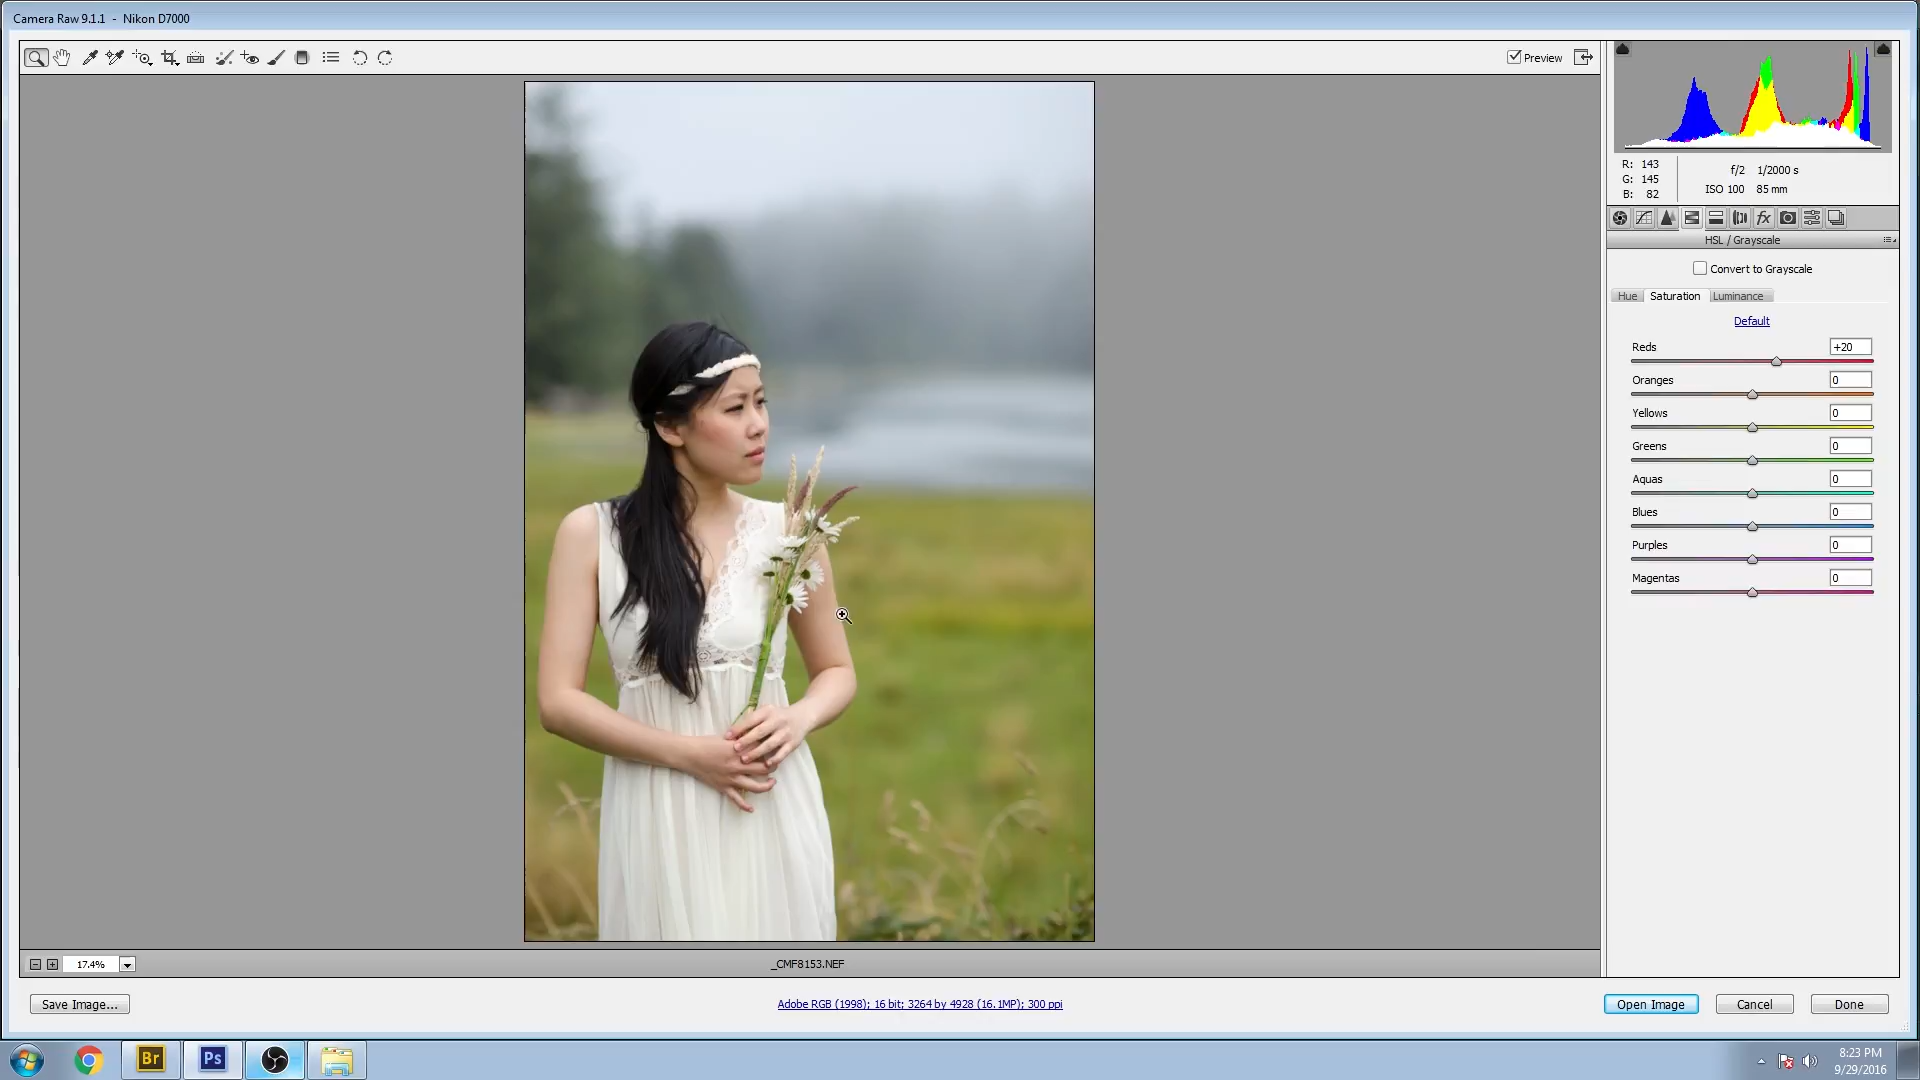 Camera Raw 9.1.1 - Nikon D7000
Preview
R: 143
G: 145
B: 82
f/2 1/2000 s
ISO 100 85 mm
fx
HSL / Grayscale
Convert to Grayscale
Hue Saturation Luminance
Default
Reds +20
Oranges 0
Yellows 0
Greens 0
Aquas 0
Blues 0
Purples 0
Magentas 0
17.4%
_CMF8153.NEF
Save Image...
Adobe RGB (1998); 16 bit; 3264 by 4928 (16.1MP); 300 ppi
Open Image Cancel Done
Br Ps
8:23 PM
9/29/2016